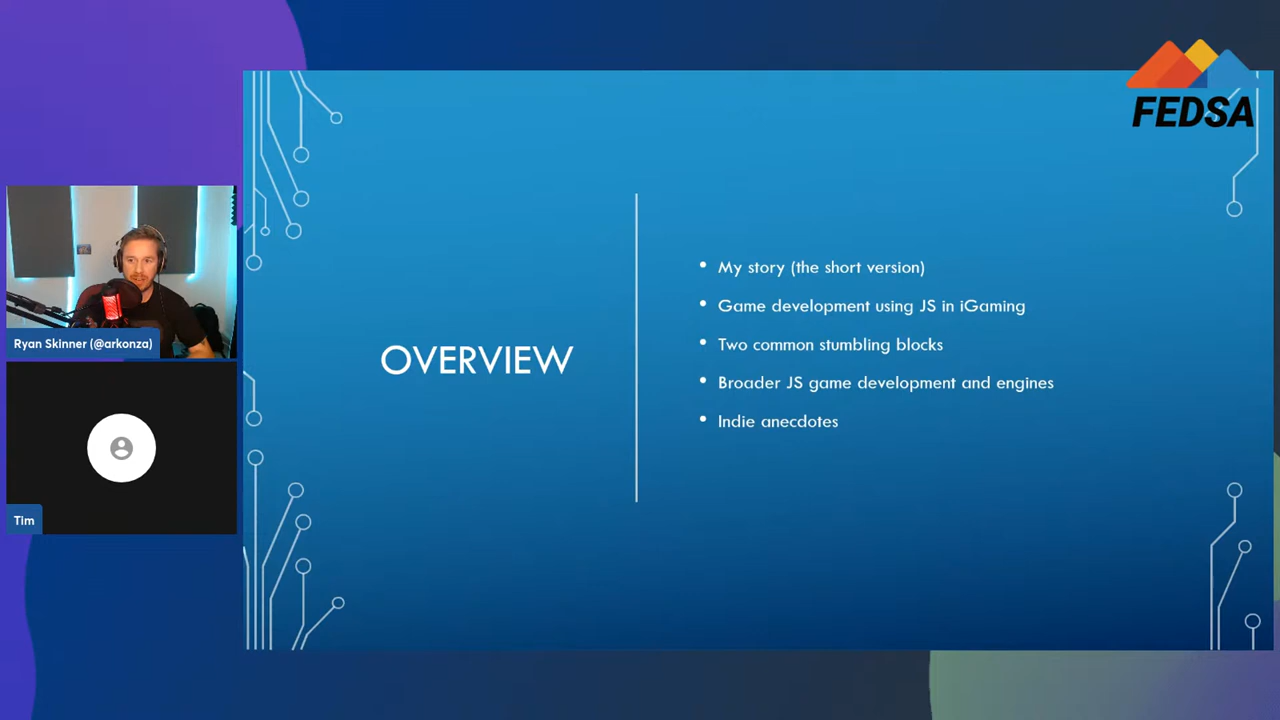 FEDSA
Ryan Skinner (@arkonza)
Tim
OVERVIEW
• My story (the short version)
• Game development using JS in iGaming
• Two common stumbling blocks
• Broader JS game development and engines
• Indie anecdotes